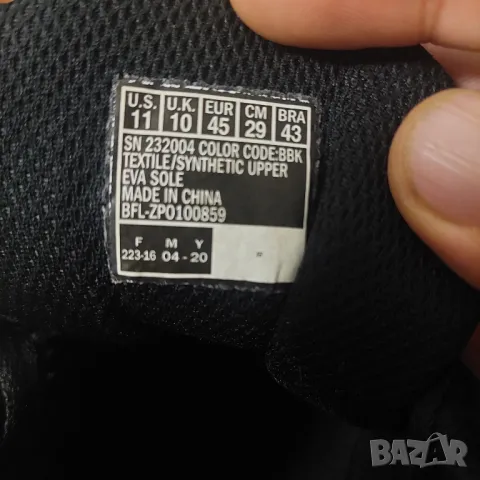 U.S. U.K. EUR CM BRA
11 10 45 29 43
SN 232004 COLOR CODE:BBK
TEXTILE/SYNTHETIC UPPER
EVA SOLE
MADE IN CHINA
BFL-ZP0100859
F M Y
223-16 04 - 20
BAZAR.bg